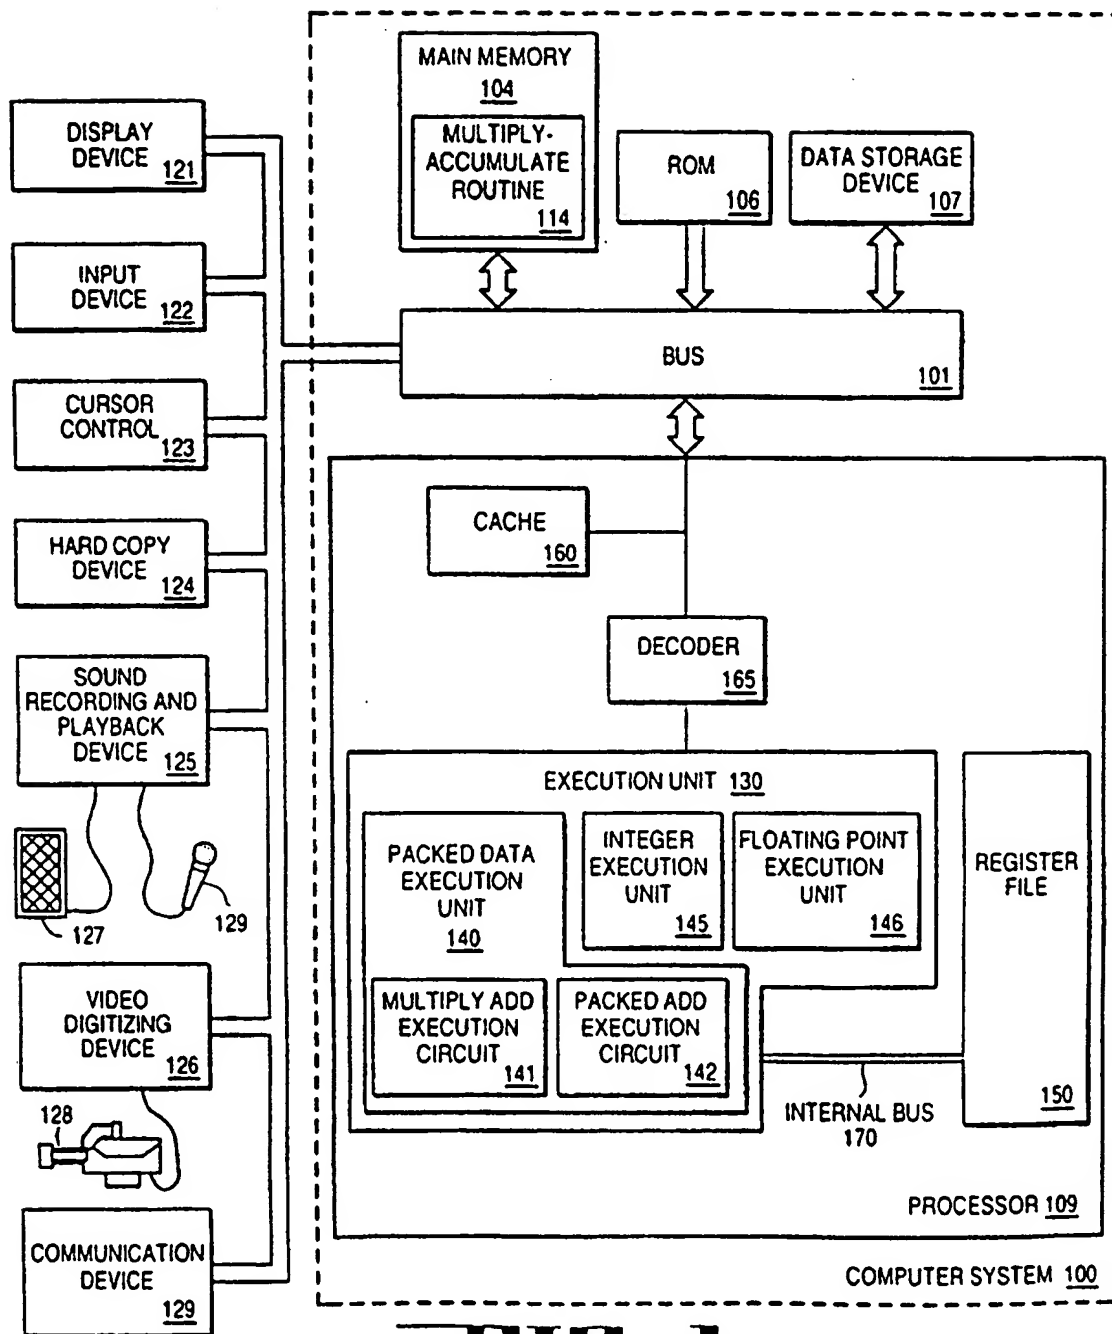 MAIN MEMORY
104
MULTIPLY-
ACCUMULATE
ROUTINE
114
ROM
106
DATA STORAGE
DEVICE
107
DISPLAY
DEVICE
121
INPUT
DEVICE
122
CURSOR
CONTROL
123
HARD COPY
DEVICE
124
SOUND
RECORDING AND
PLAYBACK
DEVICE
125
127
129
VIDEO
DIGITIZING
DEVICE
126
128
COMMUNICATION
DEVICE
129
BUS
101
CACHE
160
DECODER
165
EXECUTION UNIT 130
PACKED DATA
EXECUTION
UNIT
140
INTEGER
EXECUTION
UNIT
145
FLOATING POINT
EXECUTION
UNIT
146
MULTIPLY ADD
EXECUTION
CIRCUIT
141
PACKED ADD
EXECUTION
CIRCUIT
142
REGISTER
FILE
150
INTERNAL BUS
170
PROCESSOR 109
COMPUTER SYSTEM 100